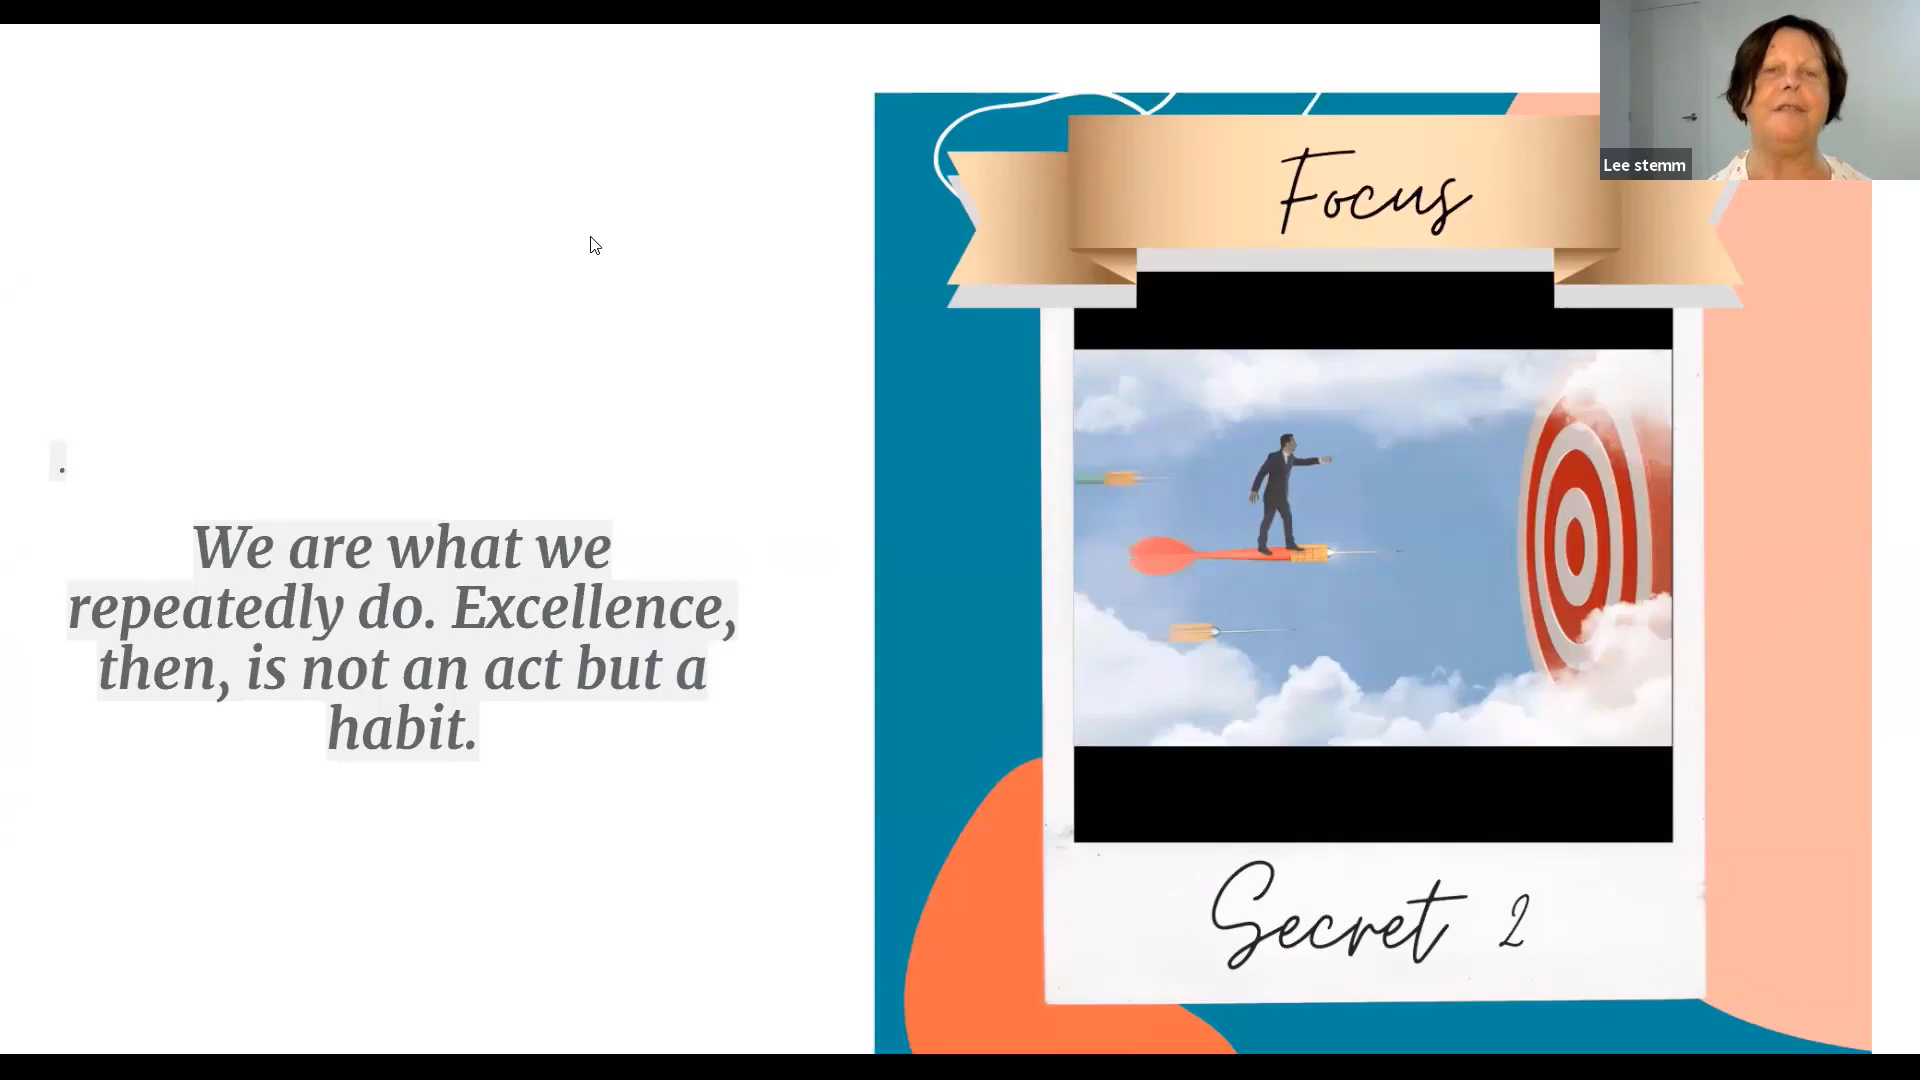 Lee stemm
Focus
.
We are what we
repeatedly do. Excellence,
then, is not an act but a
habit.
Secret 2